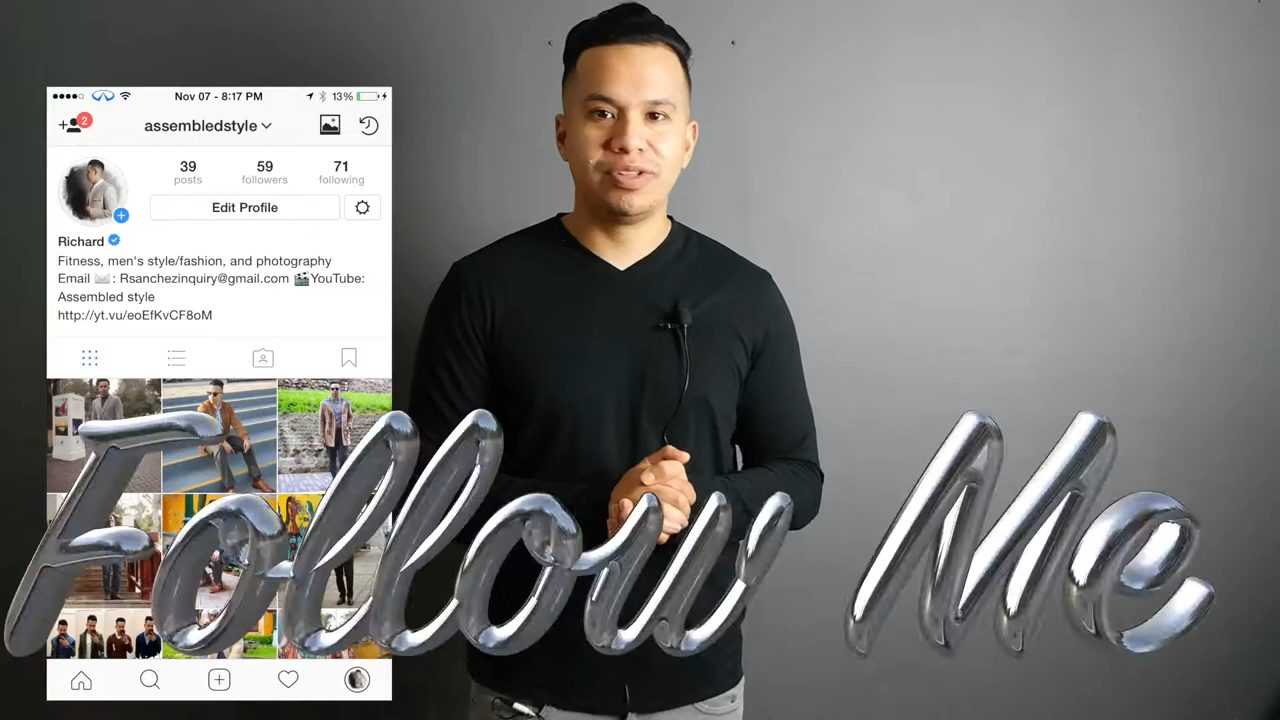 Nov 07 - 8:17 PM
13%
2
assembledstyle
39
59
71
posts
followers
following
Edit Profile
Richard
Fitness, men's style/fashion, and photography
Email : Rsanchezinquiry@gmail.com YouTube:
Assembled style
http://yt.vu/eoEfKvCF8oM
Follow Me